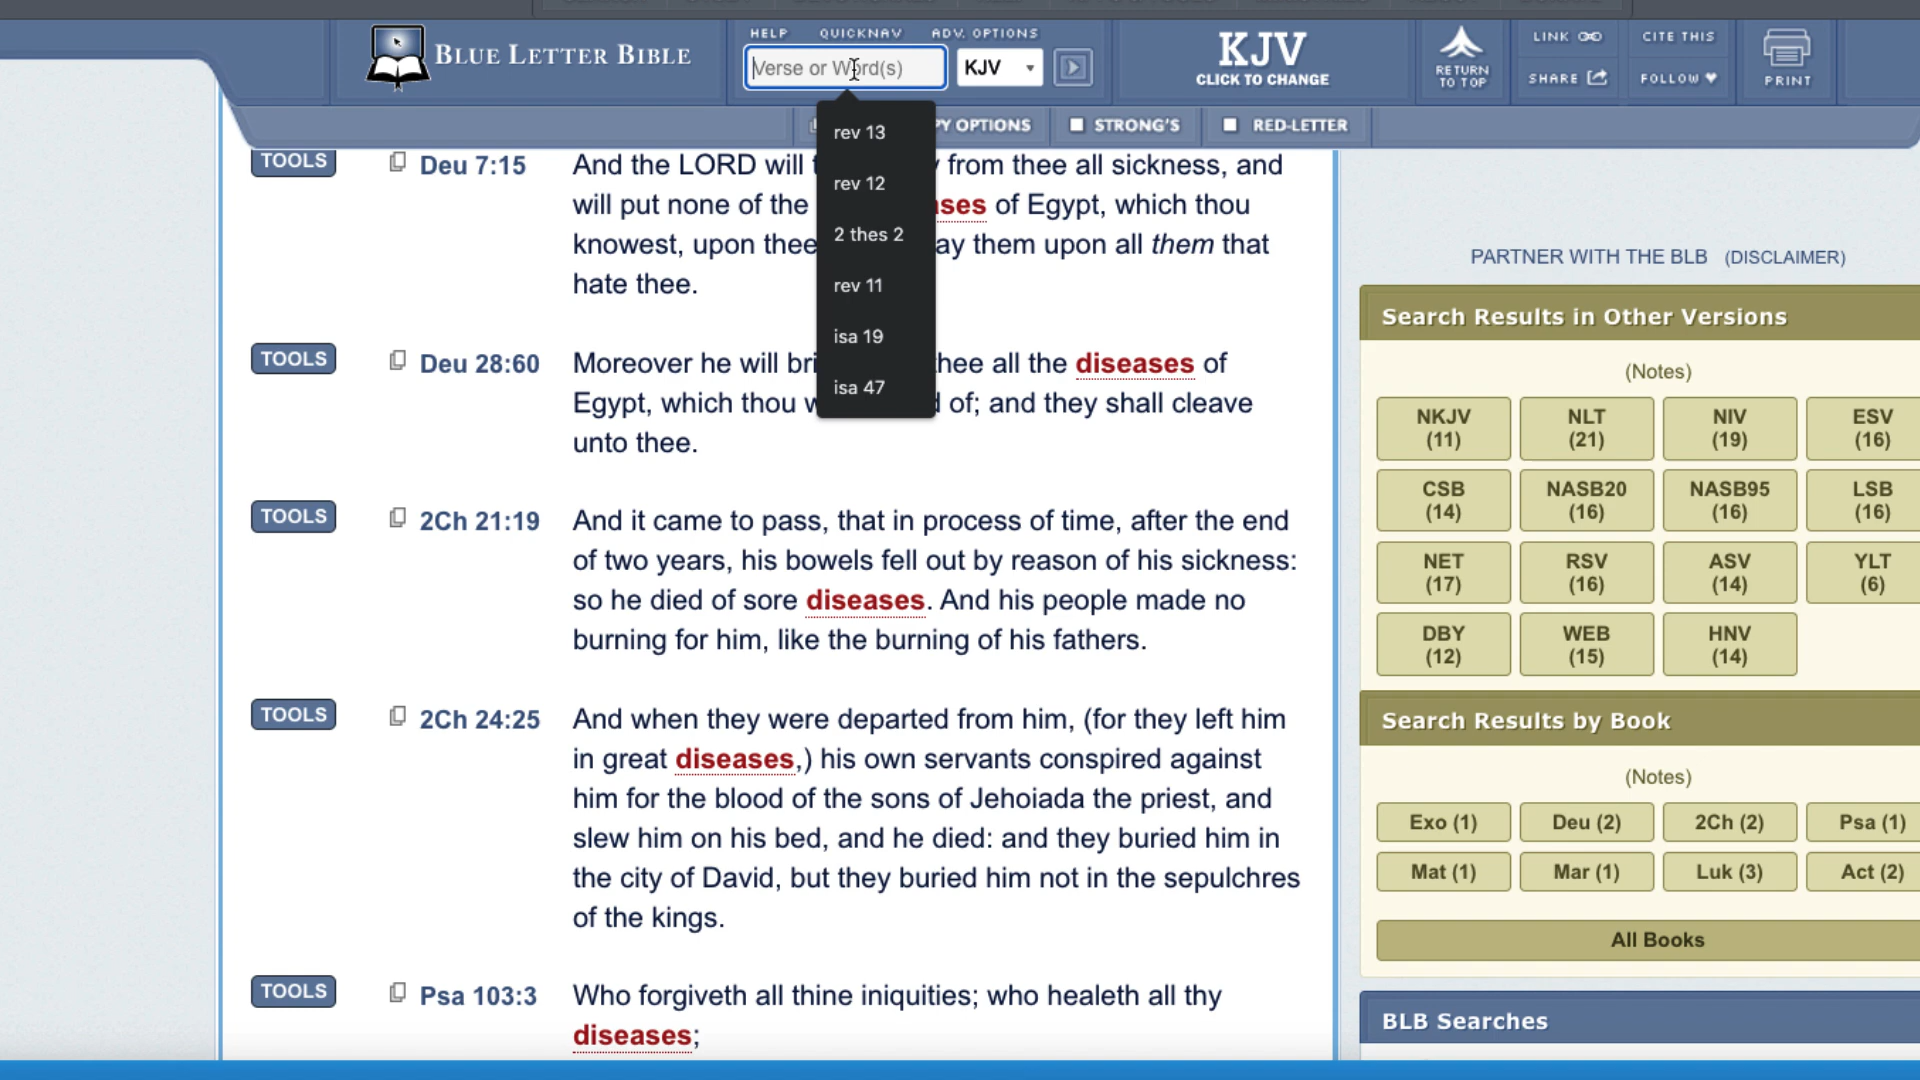 HELP QUICKNAV ADV. OPTIONS
BLUE LETTER BIBLE
Verse or Word(s)
KJV
KJV
CLICK TO CHANGE
RETURN
TO TOP
LINK
CITE THIS
SHARE
FOLLOW
PRINT
PY OPTIONS
STRONG'S
RED-LETTER
rev 13
rev 12
2 thes 2
rev 11
isa 19
isa 47
TOOLS
Deu 7:15
And the LORD will from thee all sickness, and
will put none of the ases of Egypt, which thou
knowest, upon thee ay them upon all them that
hate thee.
TOOLS
Deu 28:60
Moreover he will bri thee all the diseases of
Egypt, which thou of; and they shall cleave
unto thee.
TOOLS
2Ch 21:19
And it came to pass, that in process of time, after the end
of two years, his bowels fell out by reason of his sickness:
so he died of sore diseases. And his people made no
burning for him, like the burning of his fathers.
TOOLS
2Ch 24:25
And when they were departed from him, (for they left him
in great diseases,) his own servants conspired against
him for the blood of the sons of Jehoiada the priest, and
slew him on his bed, and he died: and they buried him in
the city of David, but they buried him not in the sepulchres
of the kings.
TOOLS
Psa 103:3
Who forgiveth all thine iniquities; who healeth all thy
diseases;
PARTNER WITH THE BLB (DISCLAIMER)
Search Results in Other Versions
(Notes)
NKJV
(11)
NLT
(21)
NIV
(19)
ESV
(16)
CSB
(14)
NASB20
(16)
NASB95
(16)
LSB
(16)
NET
(17)
RSV
(16)
ASV
(14)
YLT
(6)
DBY
(12)
WEB
(15)
HNV
(14)
Search Results by Book
(Notes)
Exo (1)
Deu (2)
2Ch (2)
Psa (1)
Mat (1)
Mar (1)
Luk (3)
Act (2)
All Books
BLB Searches